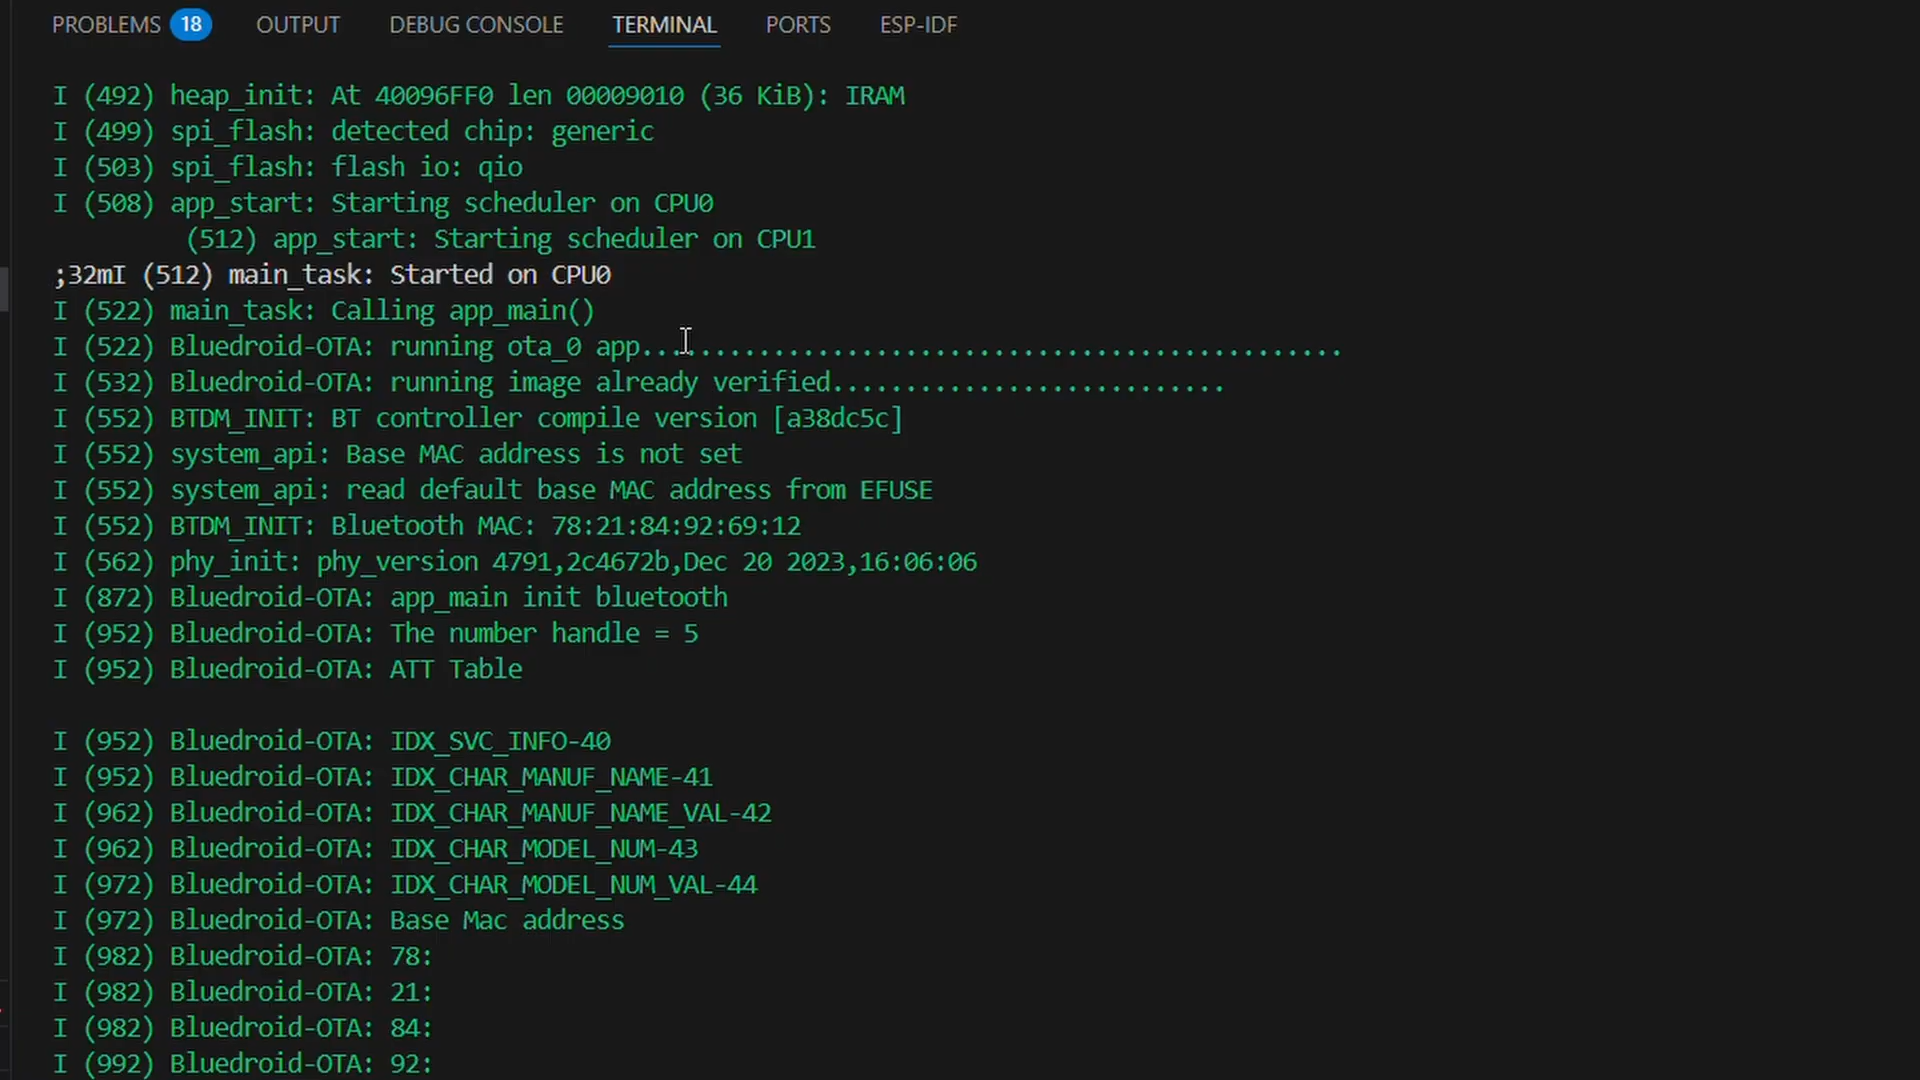 PROBLEMS 18 OUTPUT DEBUG CONSOLE TERMINAL PORTS ESP-IDF
I (492) heap_init: At 40096FF0 len 00009010 (36 KiB): IRAM
I (499) spi_flash: detected chip: generic
I (503) spi_flash: flash io: qio
I (508) app_start: Starting scheduler on CPU0
(512) app_start: Starting scheduler on CPU1
;32mI (512) main_task: Started on CPU0
I (522) main_task: Calling app_main()
I (522) Bluedroid-OTA: running ota_0 app................................................
I (532) Bluedroid-OTA: running image already verified...........................
I (552) BTDM_INIT: BT controller compile version [a38dc5c]
I (552) system_api: Base MAC address is not set
I (552) system_api: read default base MAC address from EFUSE
I (552) BTDM_INIT: Bluetooth MAC: 78:21:84:92:69:12
I (562) phy_init: phy_version 4791,2c4672b,Dec 20 2023,16:06:06
I (872) Bluedroid-OTA: app_main init bluetooth
I (952) Bluedroid-OTA: The number handle = 5
I (952) Bluedroid-OTA: ATT Table
I (952) Bluedroid-OTA: IDX_SVC_INFO-40
I (952) Bluedroid-OTA: IDX_CHAR_MANUF_NAME-41
I (962) Bluedroid-OTA: IDX_CHAR_MANUF_NAME_VAL-42
I (962) Bluedroid-OTA: IDX_CHAR_MODEL_NUM-43
I (972) Bluedroid-OTA: IDX_CHAR_MODEL_NUM_VAL-44
I (972) Bluedroid-OTA: Base Mac address
I (982) Bluedroid-OTA: 78:
I (982) Bluedroid-OTA: 21:
I (982) Bluedroid-OTA: 84:
I (992) Bluedroid-OTA: 92: